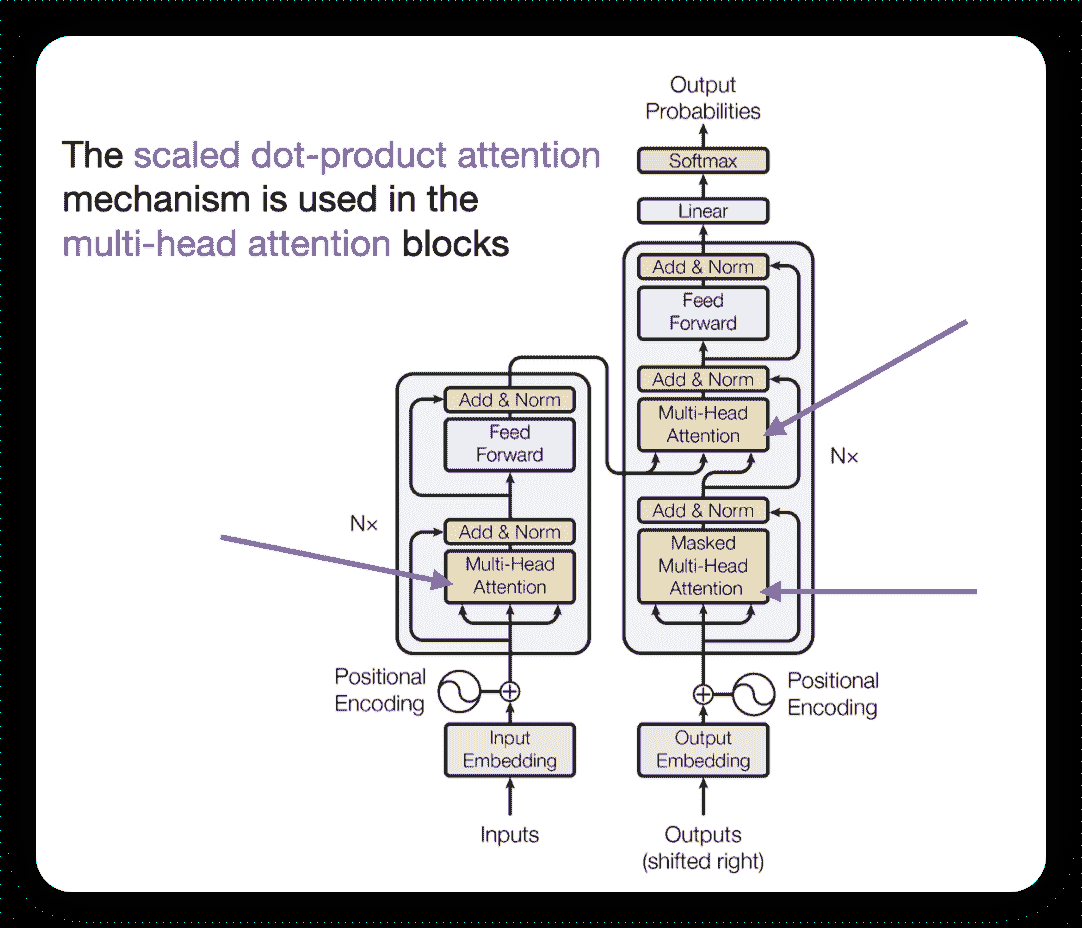 The scaled dot-product attention
mechanism is used in the
multi-head attention blocks
Output
Probabilities
Softmax
Linear
Add & Norm
Feed
Forward
Add & Norm
Multi-Head
Attention
Nx
Add & Norm
Masked
Multi-Head
Attention
Add & Norm
Feed
Forward
Nx
Add & Norm
Multi-Head
Attention
Positional
Encoding
Positional
Encoding
Input
Embedding
Output
Embedding
Inputs
Outputs
(shifted right)